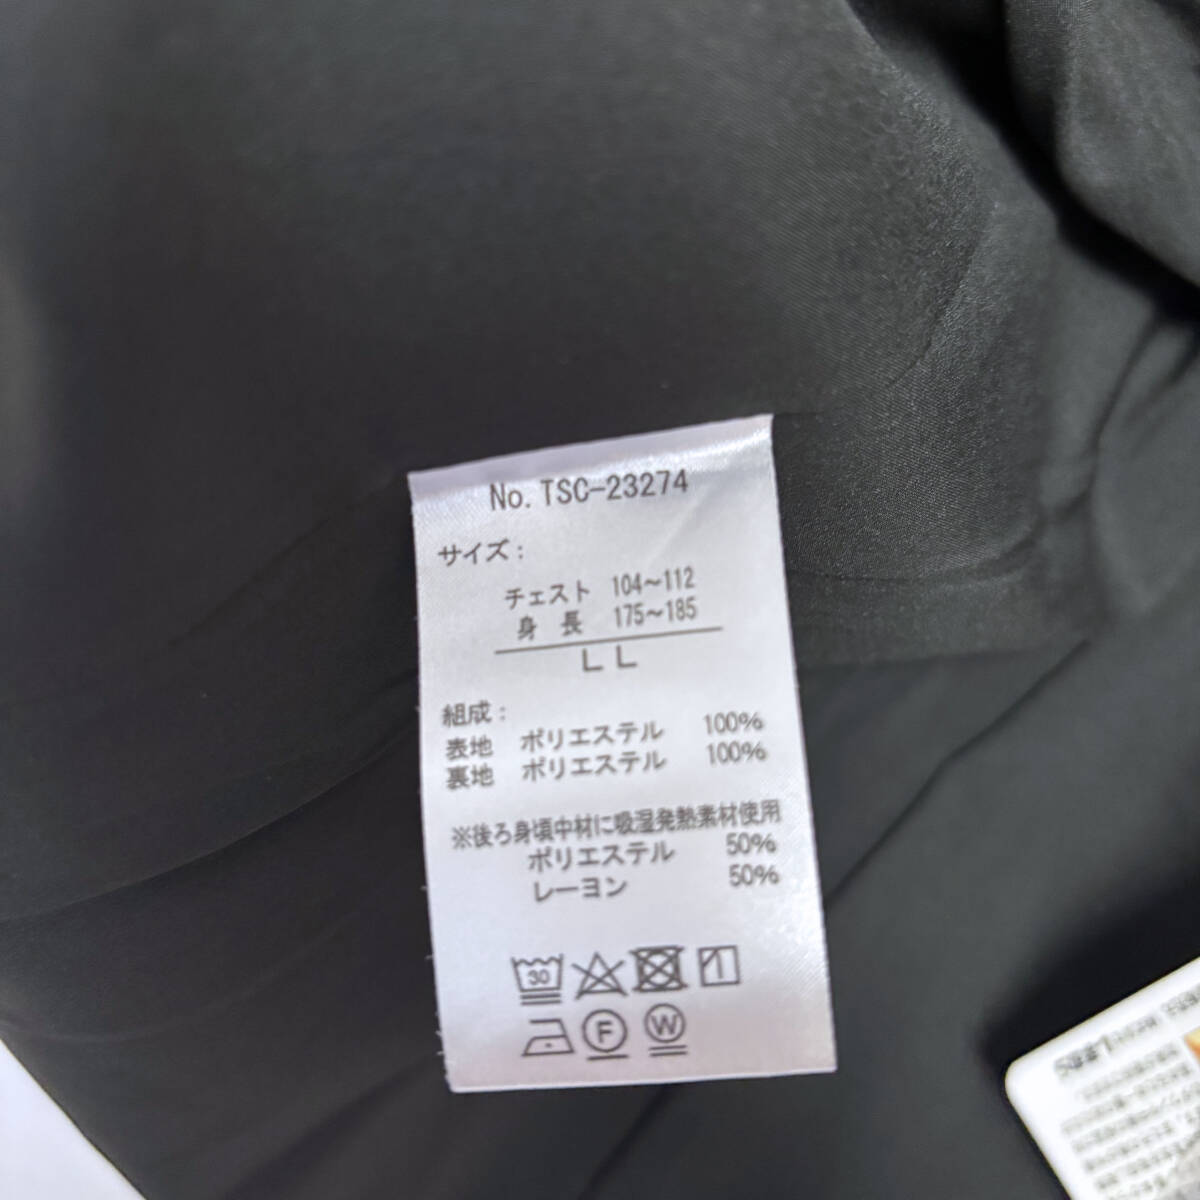 No. TSC-23274
サイズ:
チェスト 104~112
身 長 175~185
LL
組成:
表地 ポリエステル 100%
裏地 ポリエステル 100%
※後ろ身頃中材に吸湿発熱素材使用
ポリエステル 50%
レーヨン 50%
30
F W